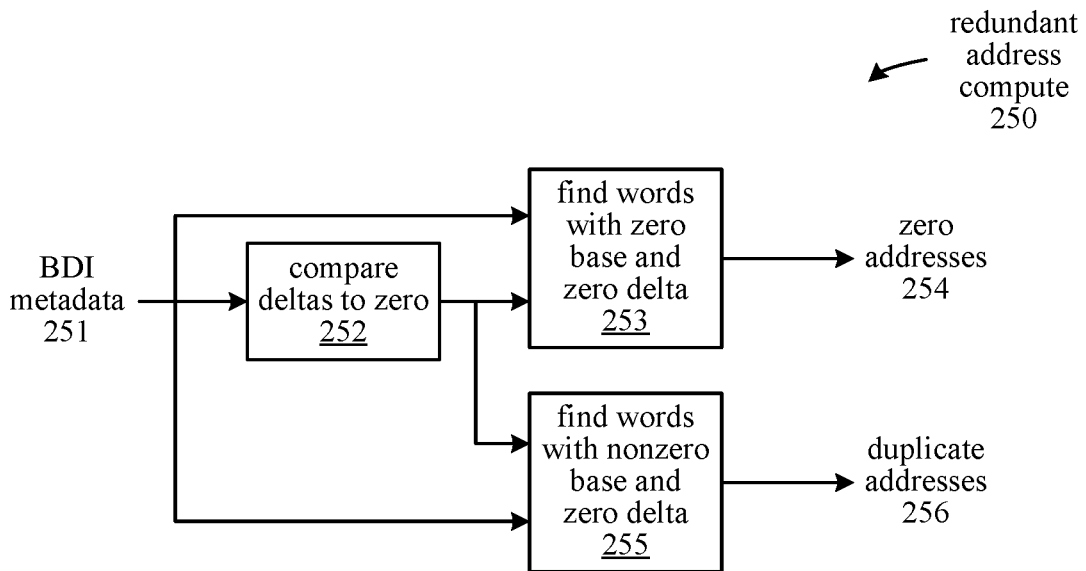 redundant
address
compute
250
find words
with zero
base and
zero delta
253
zero
addresses
254
BDI
metadata
251
compare
deltas to zero
252
find words
with nonzero
base and
zero delta
255
duplicate
addresses
256